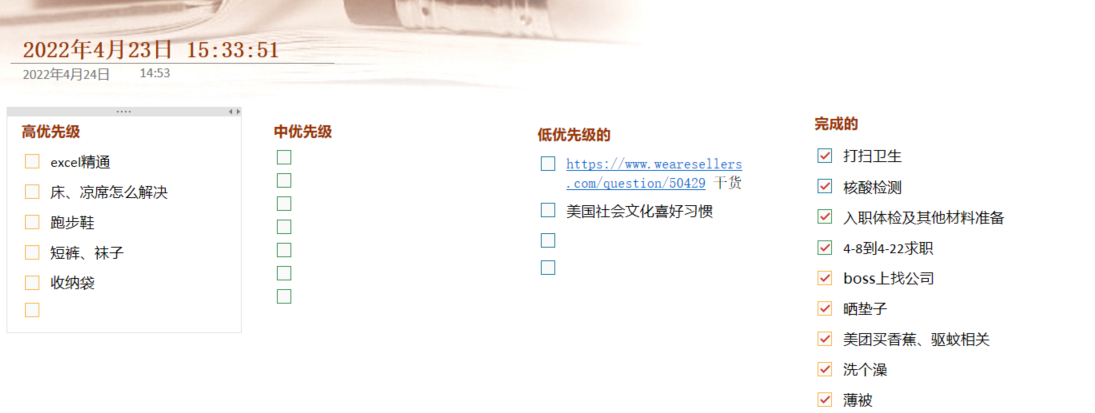 2022年4月23日 15:33:51
2022年4月24日 14:53
高优先级
excel精通
床、凉席怎么解决
跑步鞋
短裤、袜子
收纳袋
中优先级
低优先级的
https://www.wearesellers
.com/question/50429 干货
美国社会文化喜好习惯
完成的
打扫卫生
核酸检测
入职体检及其他材料准备
4-8到4-22求职
boss上找公司
晒垫子
美团买香蕉、驱蚊相关
洗个澡
薄被